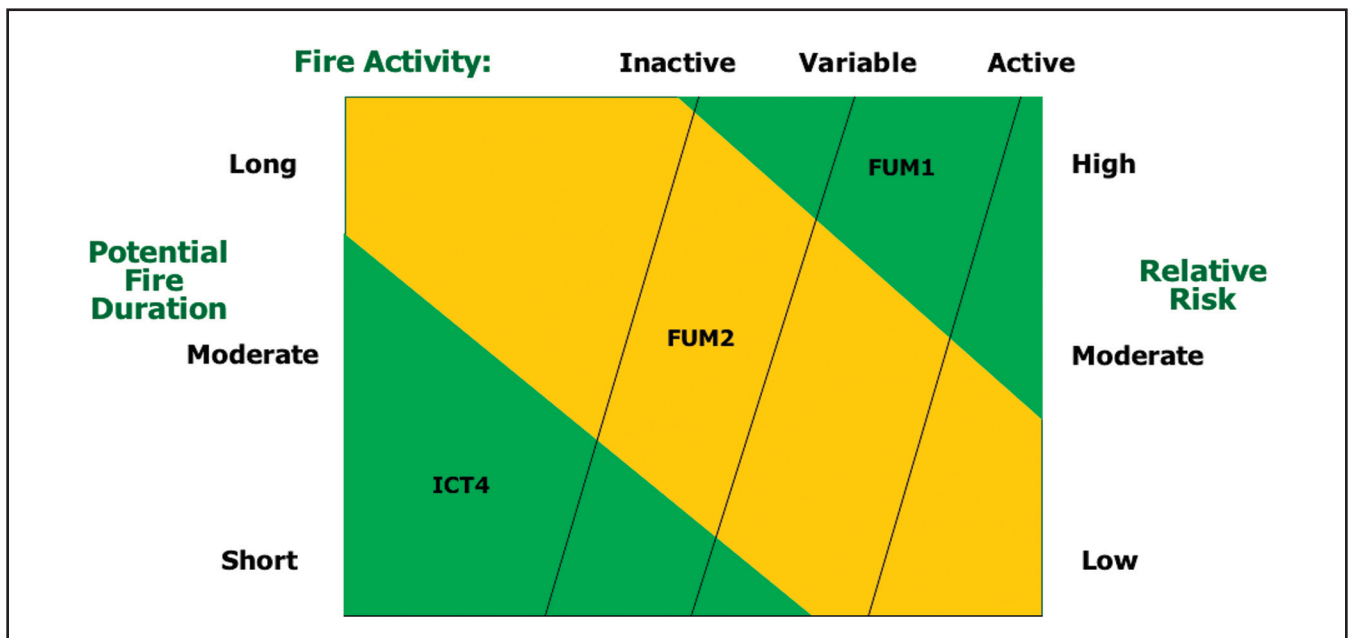 Fire Activity: Inactive Variable Active
Long FUM1 High
Potential
Fire
Duration
Relative
Risk
FUM2
Moderate Moderate
ICT4
Short Low